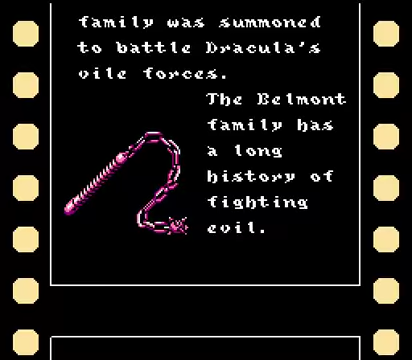 family was summoned
to battle Dracula's
vile forces.
The Belmont
family has
a long
history of
fighting
evil.